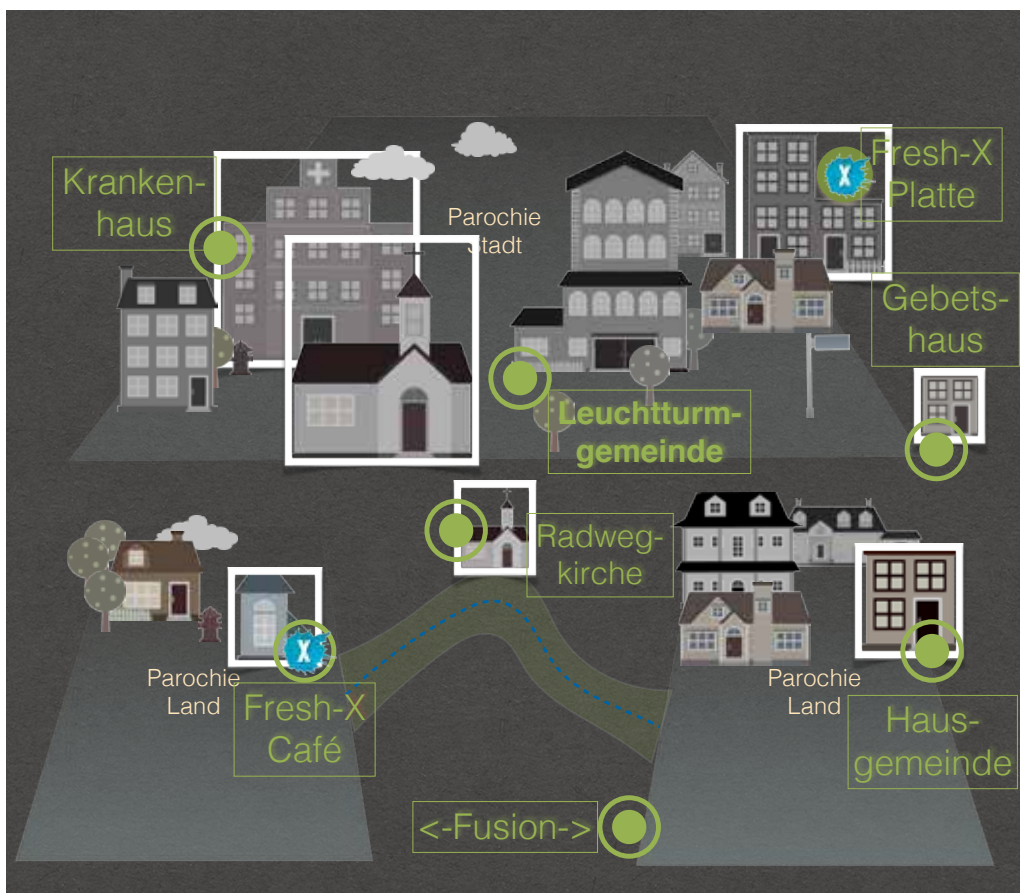 Kranken-
haus
Parochie
Stadt
X
Fresh-X
Platte
Gebets-
haus
Leuchtturm-
gemeinde
Radweg-
kirche
X
Parochie
Land
Fresh-X
Café
Parochie
Land
Haus-
gemeinde
<-Fusion->